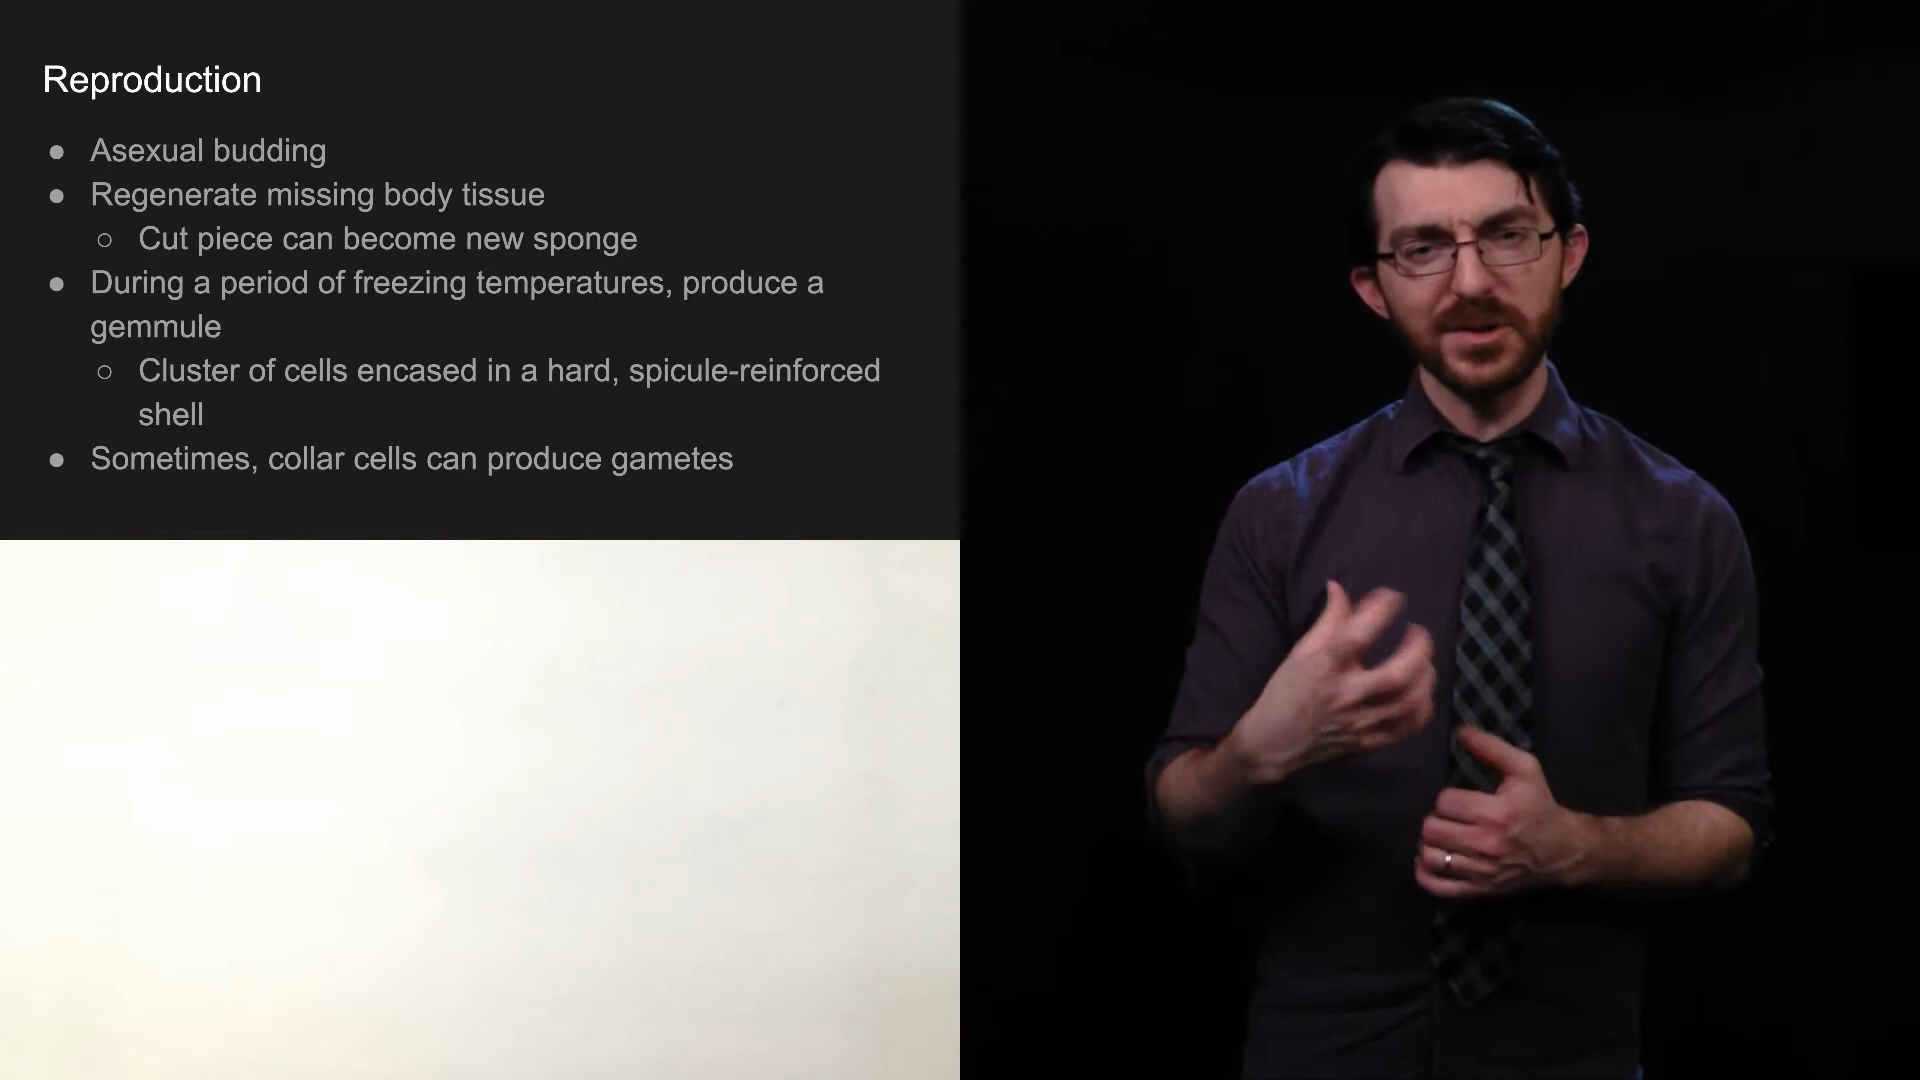 Reproduction
● Asexual budding
● Regenerate missing body tissue
○ Cut piece can become new sponge
● During a period of freezing temperatures, produce a
gemmule
○ Cluster of cells encased in a hard, spicule-reinforced
shell
● Sometimes, collar cells can produce gametes